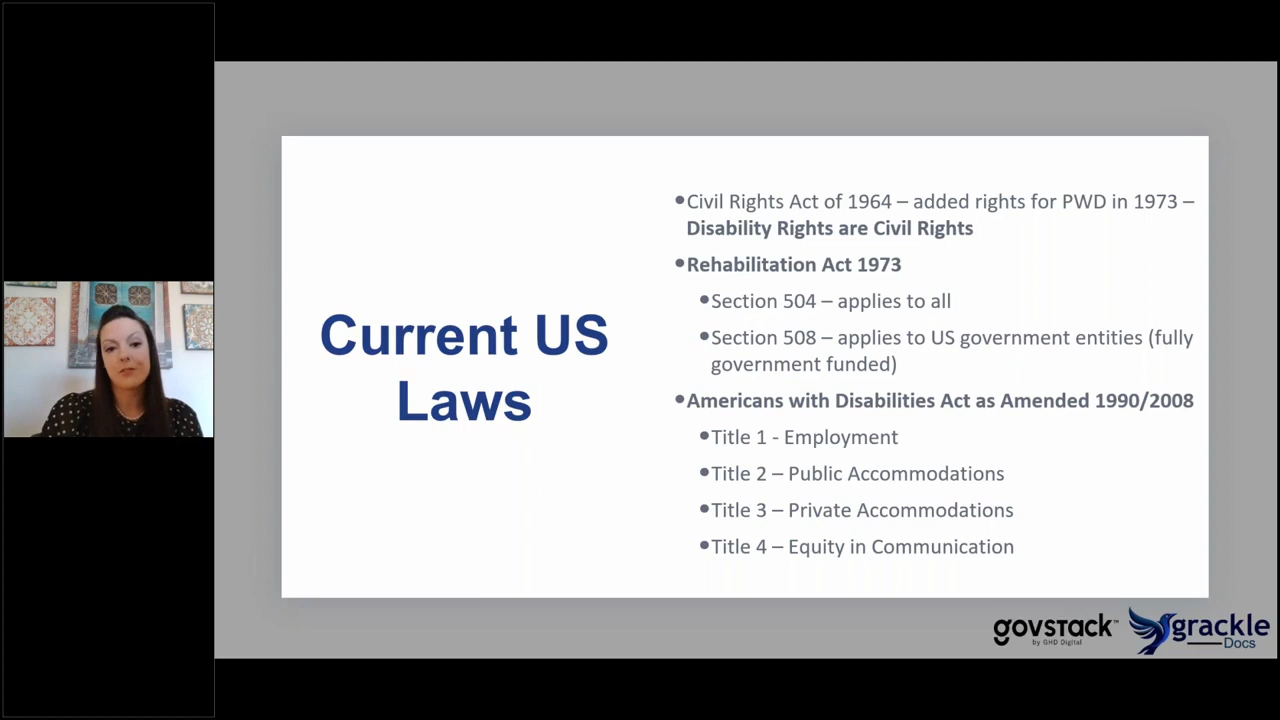 Current US
Laws
•Civil Rights Act of 1964 – added rights for PWD in 1973 –
Disability Rights are Civil Rights
•Rehabilitation Act 1973
•Section 504 – applies to all
•Section 508 – applies to US government entities (fully
government funded)
•Americans with Disabilities Act as Amended 1990/2008
•Title 1 - Employment
•Title 2 – Public Accommodations
•Title 3 – Private Accommodations
•Title 4 – Equity in Communication
govstack™
by GHD Digital
grackle
Docs